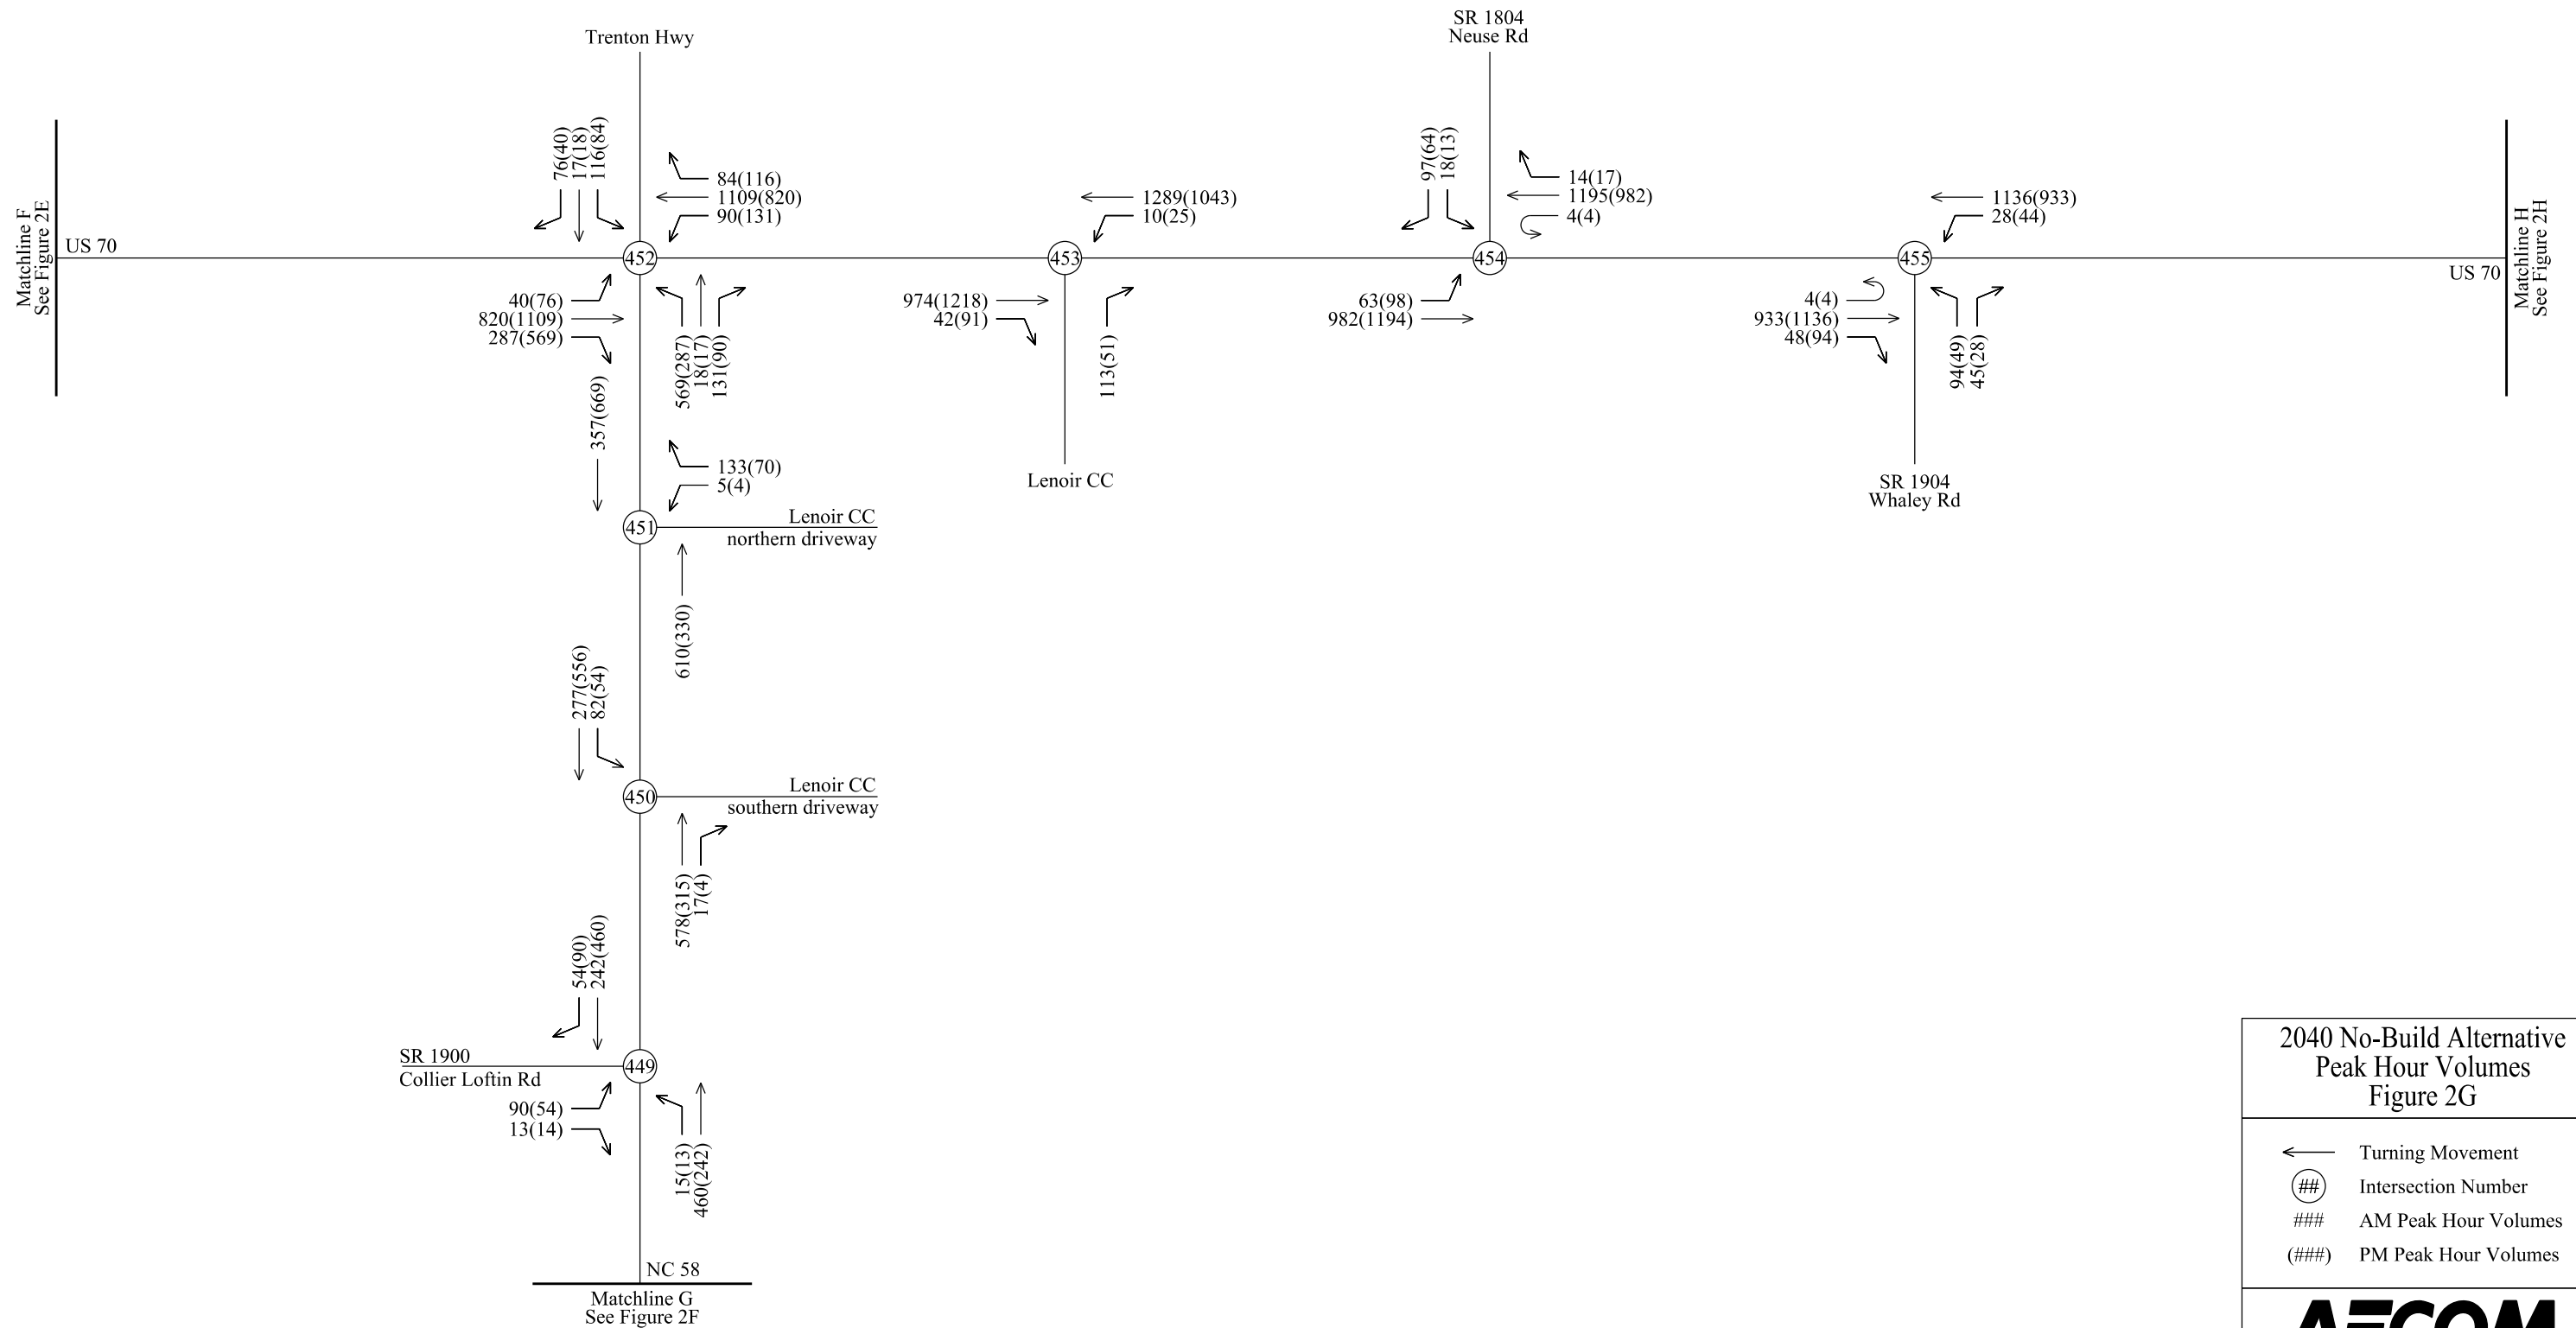 Trenton Hwy
SR 1804
Neuse Rd
Matchline F
See Figure 2E
US 70
76(40)
17(18)
116(84)
84(116)
1109(820)
90(131)
452
40(76)
820(1109)
287(569)
569(287)
18(17)
131(90)
1289(1043)
10(25)
453
974(1218)
42(91)
113(51)
Lenoir CC
97(64)
18(13)
14(17)
1195(982)
4(4)
454
63(98)
982(1194)
1136(933)
28(44)
455
4(4)
933(1136)
48(94)
94(49)
45(28)
SR 1904
Whaley Rd
US 70
Matchline H
See Figure 2H
357(669)
133(70)
5(4)
451
Lenoir CC
northern driveway
610(330)
277(556)
82(54)
450
Lenoir CC
southern driveway
578(315)
17(4)
54(90)
242(460)
SR 1900
Collier Loftin Rd
449
90(54)
13(14)
15(13)
460(242)
NC 58
Matchline G
See Figure 2F
2040 No-Build Alternative
Peak Hour Volumes
Figure 2G
Turning Movement
## Intersection Number
### AM Peak Hour Volumes
(###) PM Peak Hour Volumes
AECOM